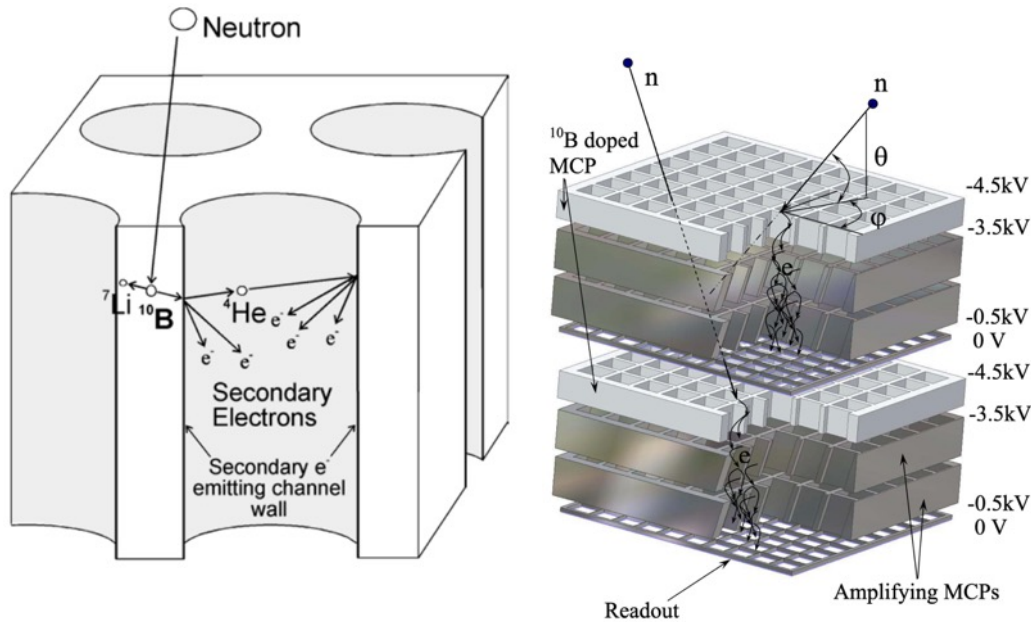 Neutron
⁷Li ¹⁰B
⁴He
e⁻
e⁻
e⁻
e⁻
e⁻
Secondary
Electrons
Secondary e⁻
emitting channel
wall
n
n
¹⁰B doped
MCP
θ
φ
-4.5kV
-3.5kV
e⁻
-0.5kV
0 V
-4.5kV
-3.5kV
e⁻
-0.5kV
0 V
Readout
Amplifying MCPs